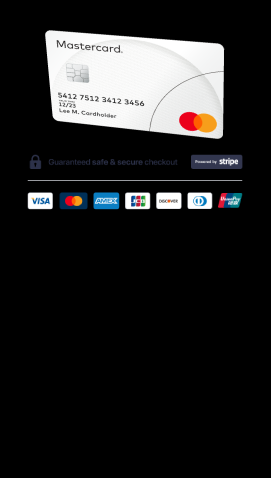 Mastercard.
5412 7512 3412 3456
12/23
Lee M. Cardholder
Guaranteed safe & secure checkout
Powered by stripe
VISA
AMEX
JCB
DISCOVER
UnionPay
银联